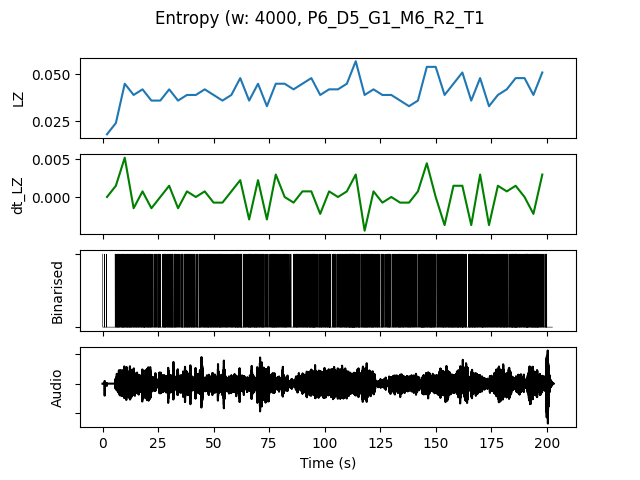 Entropy (w: 4000, P6_D5_G1_M6_R2_T1
LZ
0.050
0.025
dt_LZ
0.005
0.000
Binarised
Audio
0 25 50 75 100 125 150 175 200
Time (s)